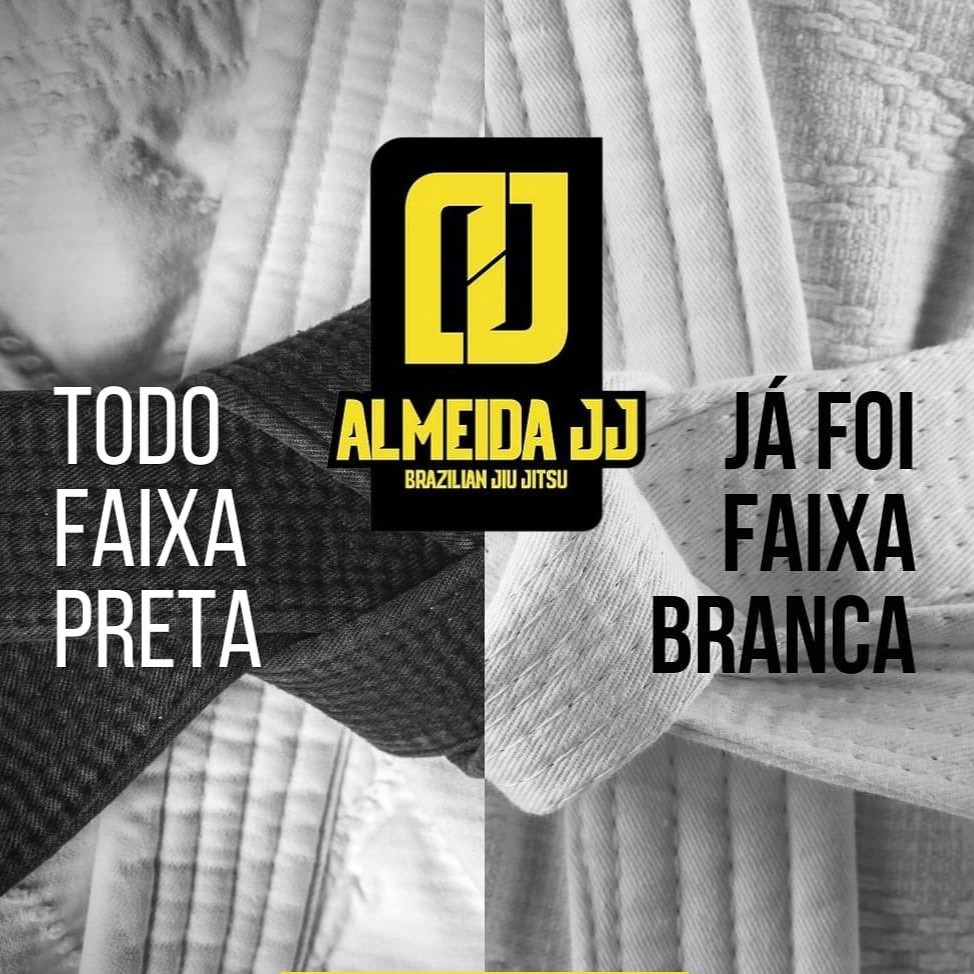 ALMEIDA JJ
BRAZILIAN JIU JITSU
TODO
FAIXA
PRETA
JÁ FOI
FAIXA
BRANCA